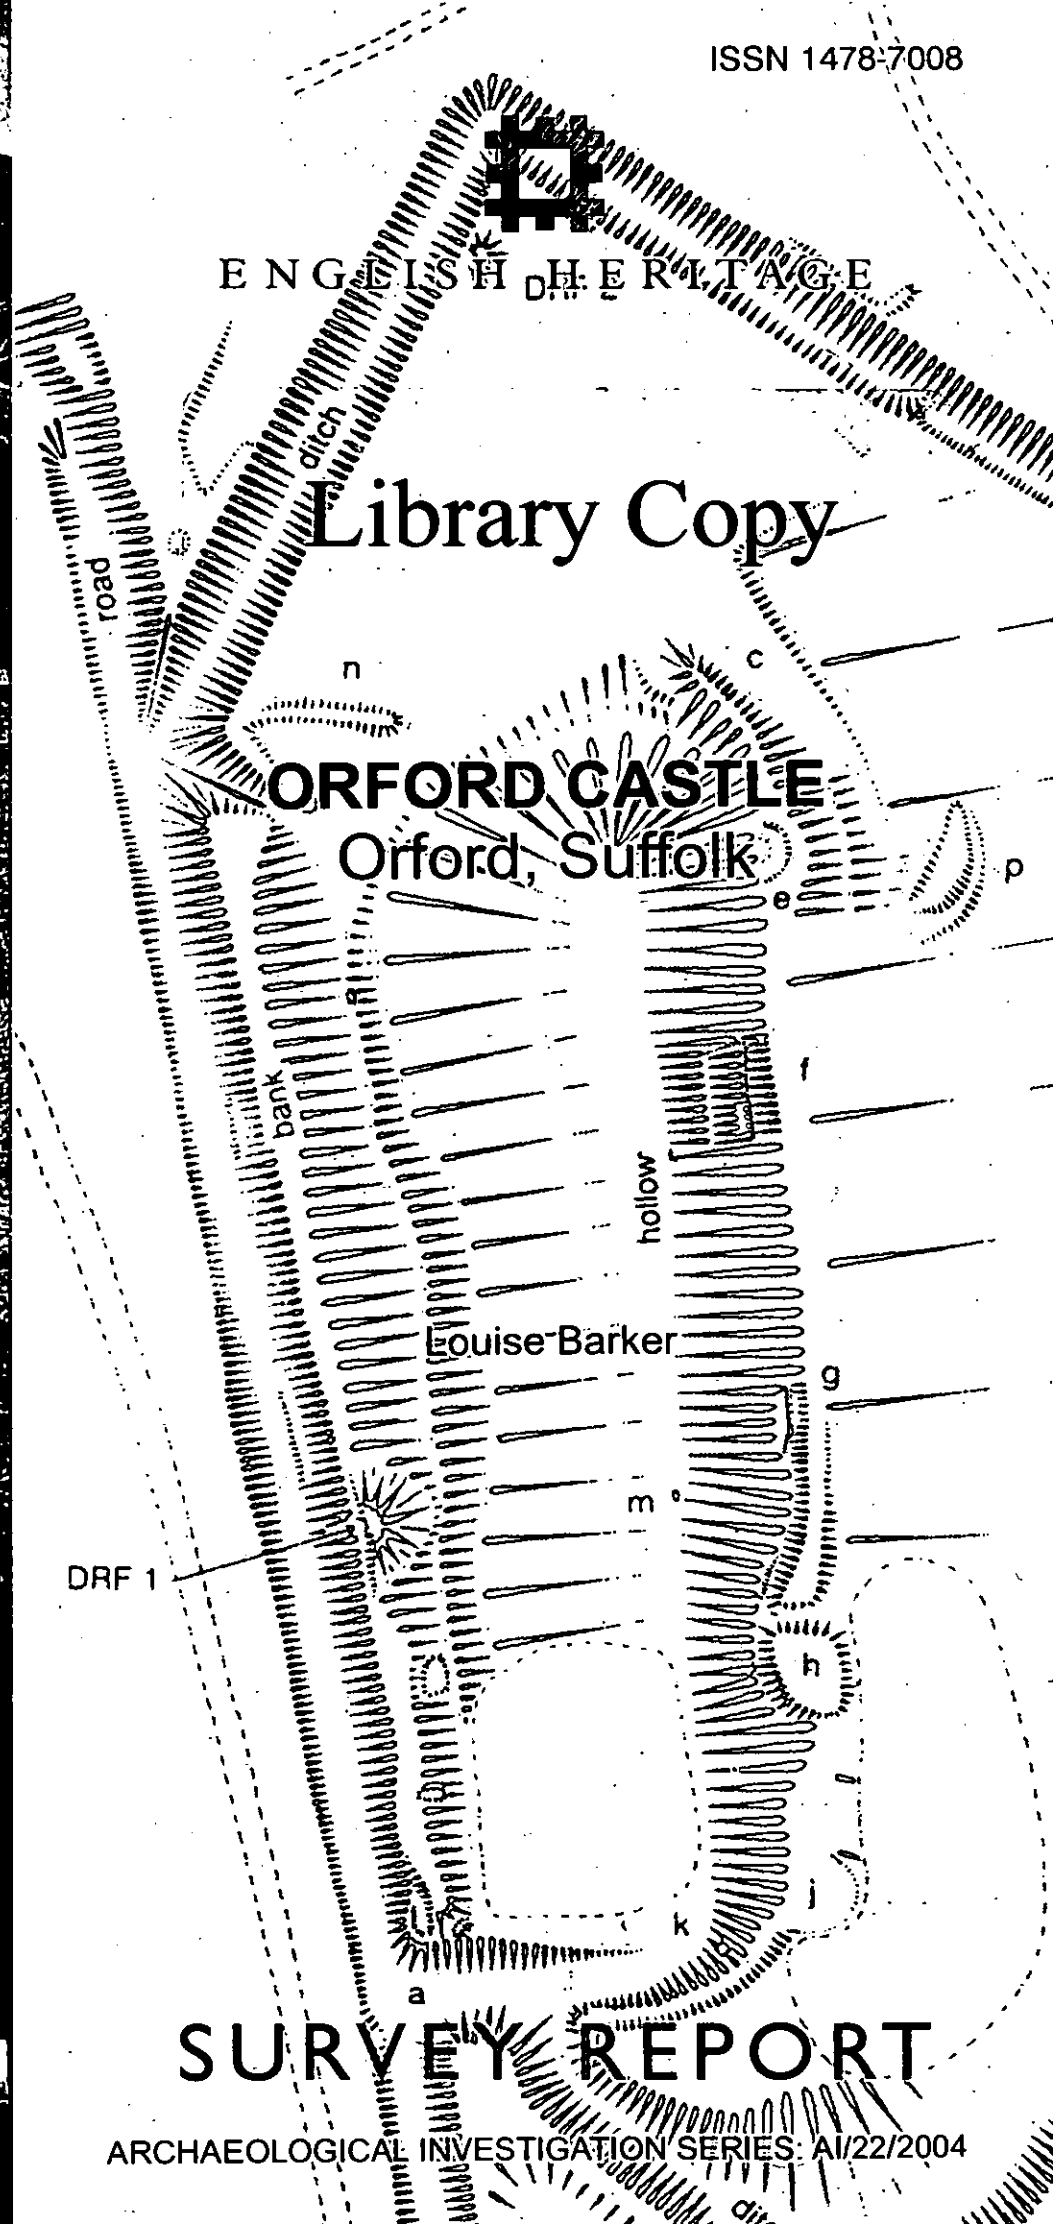 ISSN 1478-7008
ENGLISH HERITAGE
ditch
Library Copy
road
n
c
ORFORD CASTLE
Orford, Suffolk
p
e
f
bank
hollow
Louise Barker
g
m
DRF 1
h
j
k
a
SURVEY REPORT
ARCHAEOLOGICAL INVESTIGATION SERIES: AI/22/2004